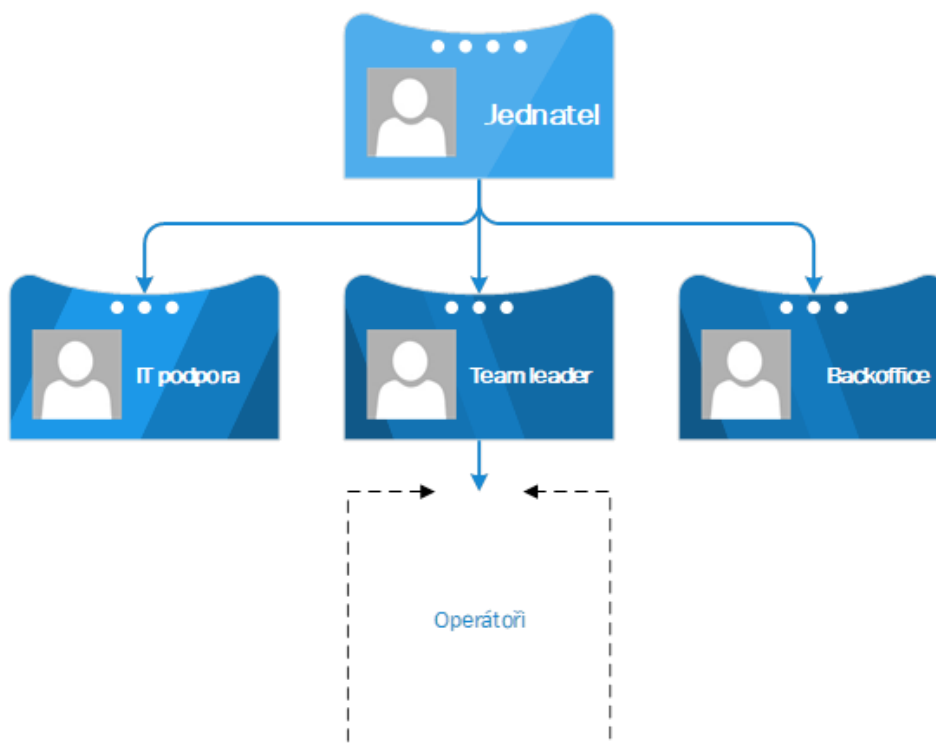 Jednatel
IT podpora
Team leader
Backoffice
Operátoři